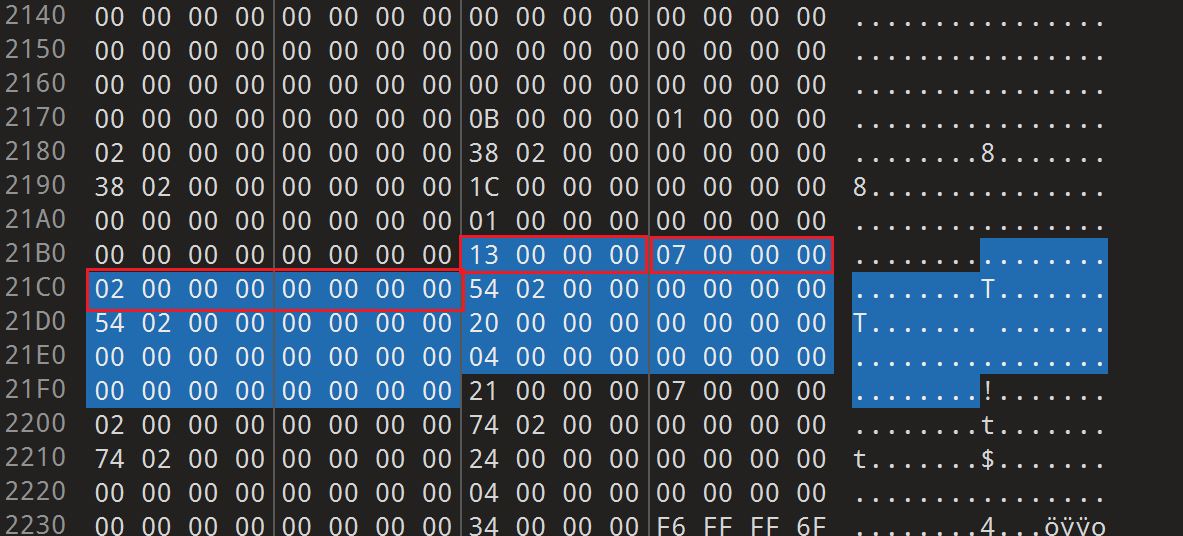 2140 00 00 00 00 00 00 00 00 00 00 00 00 00 00 00 00 ................
2150 00 00 00 00 00 00 00 00 00 00 00 00 00 00 00 00 ................
2160 00 00 00 00 00 00 00 00 00 00 00 00 00 00 00 00 ................
2170 00 00 00 00 00 00 00 00 0B 00 00 00 01 00 00 00 ................
2180 02 00 00 00 00 00 00 00 38 02 00 00 00 00 00 00 ........8.......
2190 38 02 00 00 00 00 00 00 1C 00 00 00 00 00 00 00 8...............
21A0 00 00 00 00 00 00 00 00 01 00 00 00 00 00 00 00 ................
21B0 00 00 00 00 00 00 00 00 13 00 00 00 07 00 00 00 ................
21C0 02 00 00 00 00 00 00 00 54 02 00 00 00 00 00 00 ........T.......
21D0 54 02 00 00 00 00 00 00 20 00 00 00 00 00 00 00 T....... .......
21E0 00 00 00 00 00 00 00 00 04 00 00 00 00 00 00 00 ................
21F0 00 00 00 00 00 00 00 00 21 00 00 00 07 00 00 00 ........!.......
2200 02 00 00 00 00 00 00 00 74 02 00 00 00 00 00 00 ........t.......
2210 74 02 00 00 00 00 00 00 24 00 00 00 00 00 00 00 t.......$.......
2220 00 00 00 00 00 00 00 00 04 00 00 00 00 00 00 00 ................
2230 00 00 00 00 00 00 00 00 34 00 00 00 F6 FF FF 6F ........4...öÿÿo